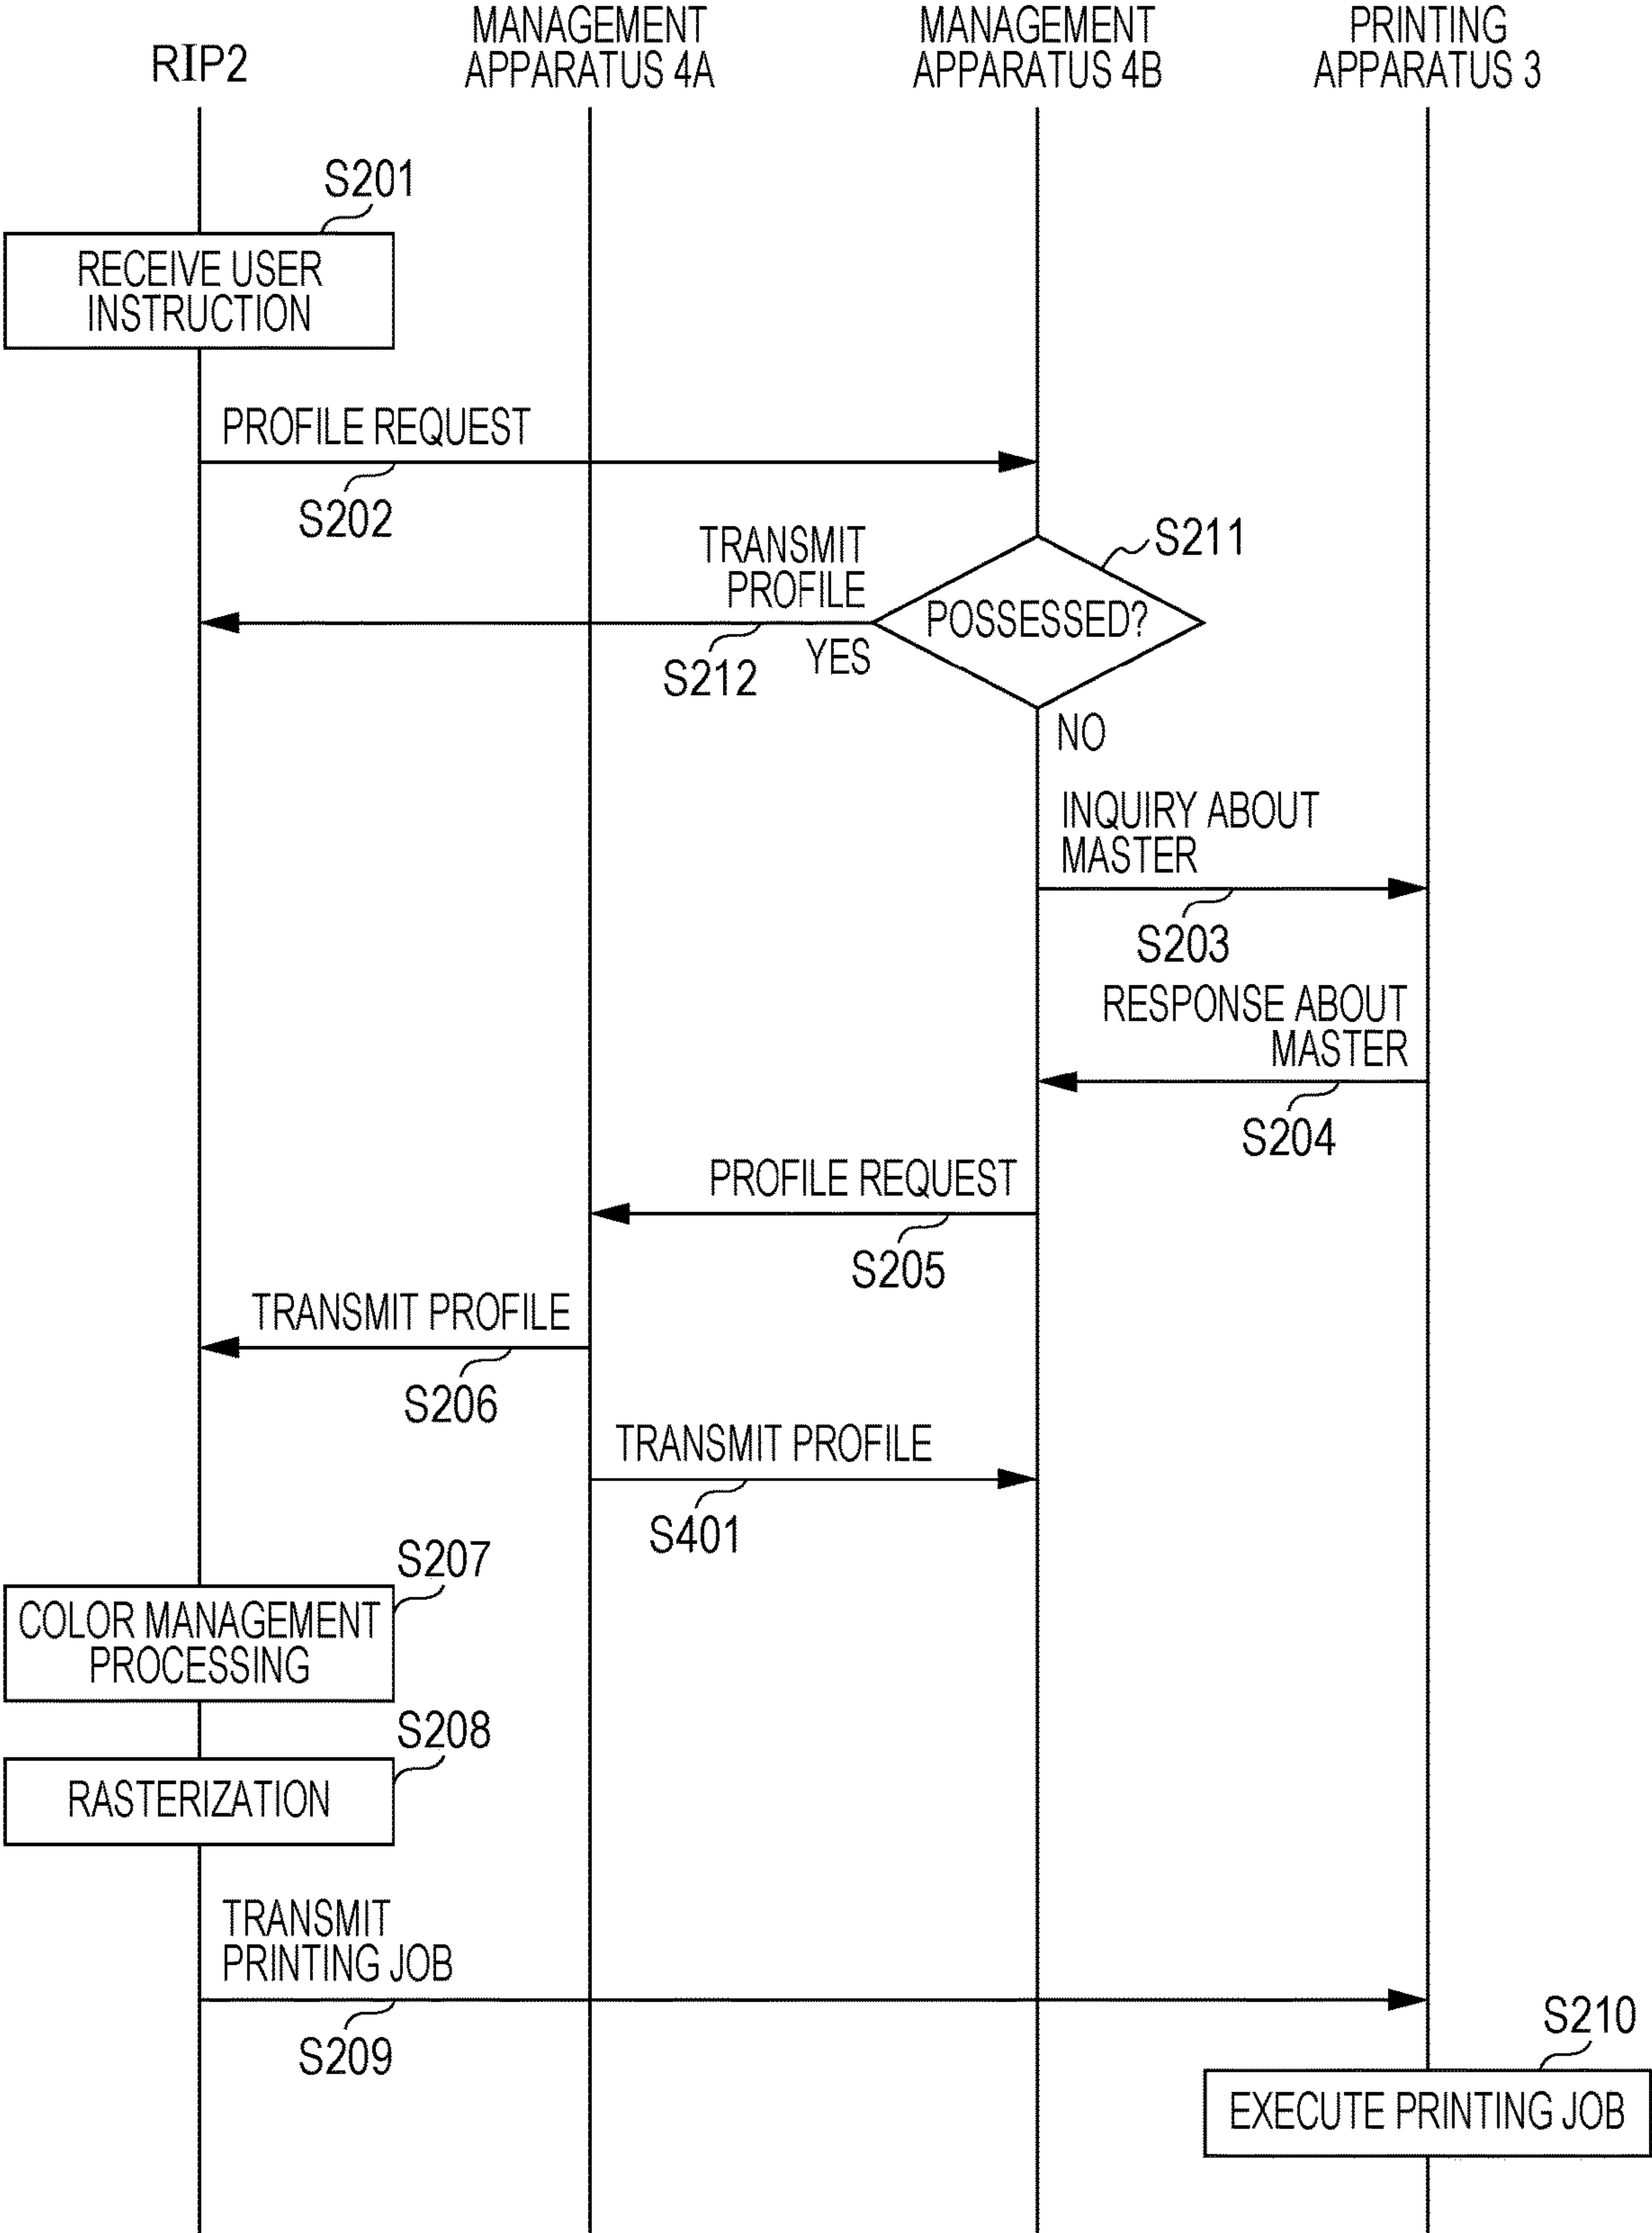 RIP2
MANAGEMENT
APPARATUS 4A
MANAGEMENT
APPARATUS 4B
PRINTING
APPARATUS 3
S201
RECEIVE USER
INSTRUCTION
PROFILE REQUEST
S202
TRANSMIT
PROFILE
S211
POSSESSED?
S212
YES
NO
INQUIRY ABOUT
MASTER
S203
RESPONSE ABOUT
MASTER
S204
PROFILE REQUEST
S205
TRANSMIT PROFILE
S206
TRANSMIT PROFILE
S401
S207
COLOR MANAGEMENT
PROCESSING
S208
RASTERIZATION
TRANSMIT
PRINTING JOB
S209
S210
EXECUTE PRINTING JOB